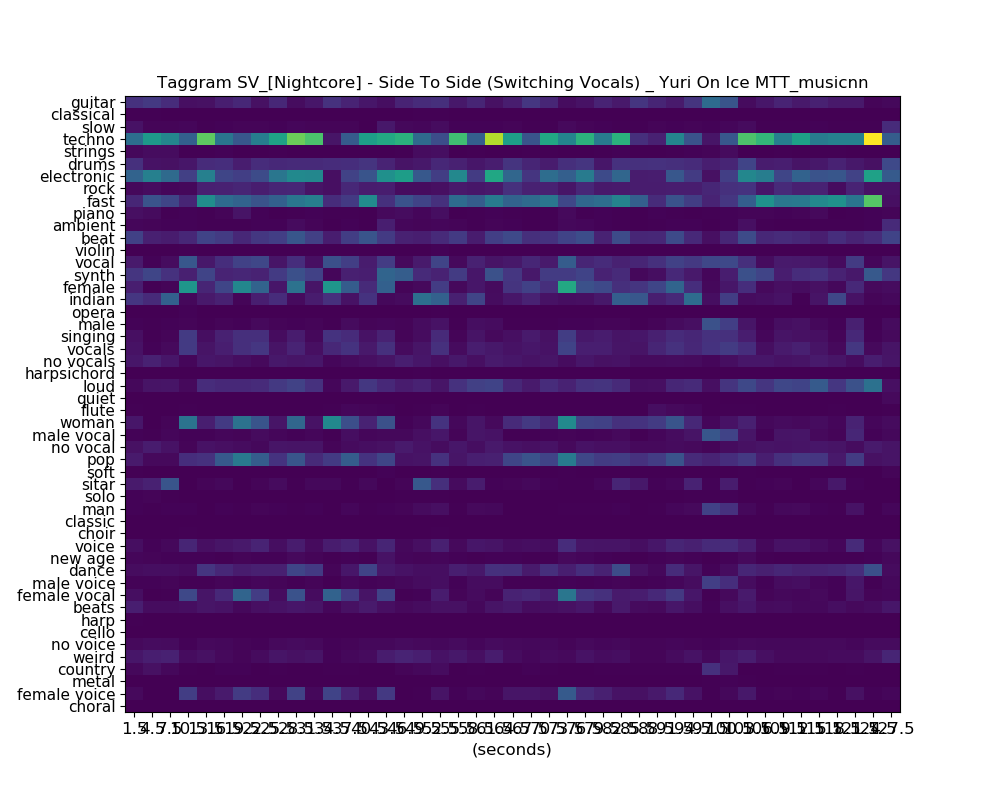 Taggram SV_[Nightcore] - Side To Side (Switching Vocals) _ Yuri On Ice MTT_musicnn
guitar
classical
slow
techno
strings
drums
electronic
rock
fast
piano
ambient
beat
violin
vocal
synth
female
indian
opera
male
singing
vocals
no vocals
harpsichord
loud
quiet
flute
woman
male vocal
no vocal
pop
soft
sitar
solo
man
classic
choir
voice
new age
dance
male voice
female vocal
beats
harp
cello
no voice
weird
country
metal
female voice
choral
(seconds)